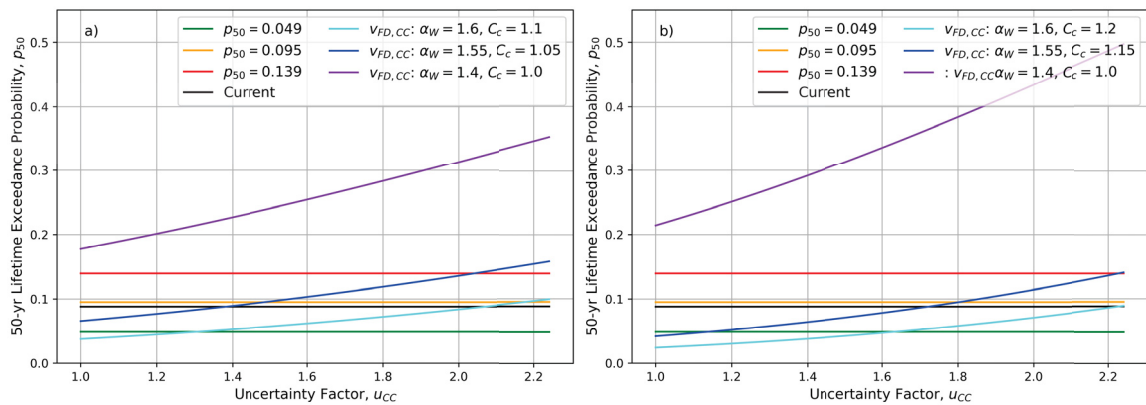 a)
p50 = 0.049
p50 = 0.095
p50 = 0.139
Current
vFD,CC: αW = 1.6, Cc = 1.1
vFD,CC: αW = 1.55, Cc = 1.05
vFD,CC: αW = 1.4, Cc = 1.0
50-yr Lifetime Exceedance Probability, p50
0.5
0.4
0.3
0.2
0.1
0.0
1.0 1.2 1.4 1.6 1.8 2.0 2.2
Uncertainty Factor, uCC
b)
p50 = 0.049
p50 = 0.095
p50 = 0.139
Current
vFD,CC: αW = 1.6, Cc = 1.2
vFD,CC: αW = 1.55, Cc = 1.15
: vFD,CCαW = 1.4, Cc = 1.0
50-yr Lifetime Exceedance Probability, p50
0.5
0.4
0.3
0.2
0.1
0.0
1.0 1.2 1.4 1.6 1.8 2.0 2.2
Uncertainty Factor, uCC